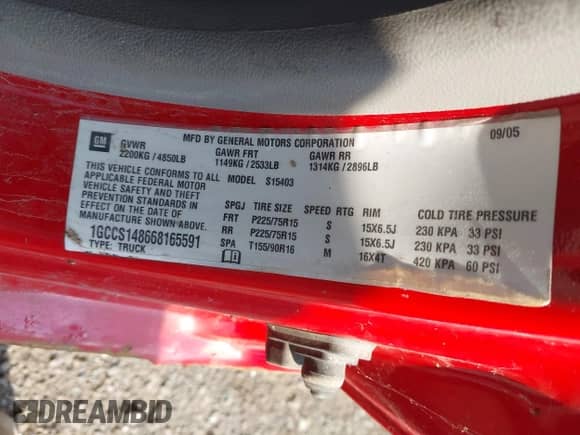 GM
MFD BY GENERAL MOTORS CORPORATION 09/05
GVWR GAWR FRT GAWR RR
2200KG / 4850LB 1149KG / 2533LB 1314KG / 2896LB
THIS VEHICLE CONFORMS TO ALL
APPLICABLE FEDERAL MOTOR
VEHICLE SAFETY AND THEFT
PREVENTION STANDARDS IN
EFFECT ON THE DATE OF
MANUFACTURE SHOWN ABOVE.
MODEL S15403
1GCCS148668165591
TYPE: TRUCK
SPGJ TIRE SIZE SPEED RTG RIM COLD TIRE PRESSURE
FRT P225/75R15 S 15X6.5J 230 KPA 33 PSI
RR P225/75R15 S 15X6.5J 230 KPA 33 PSI
SPA T155/90R16 M 16X4T 420 KPA 60 PSI
DREAMBID